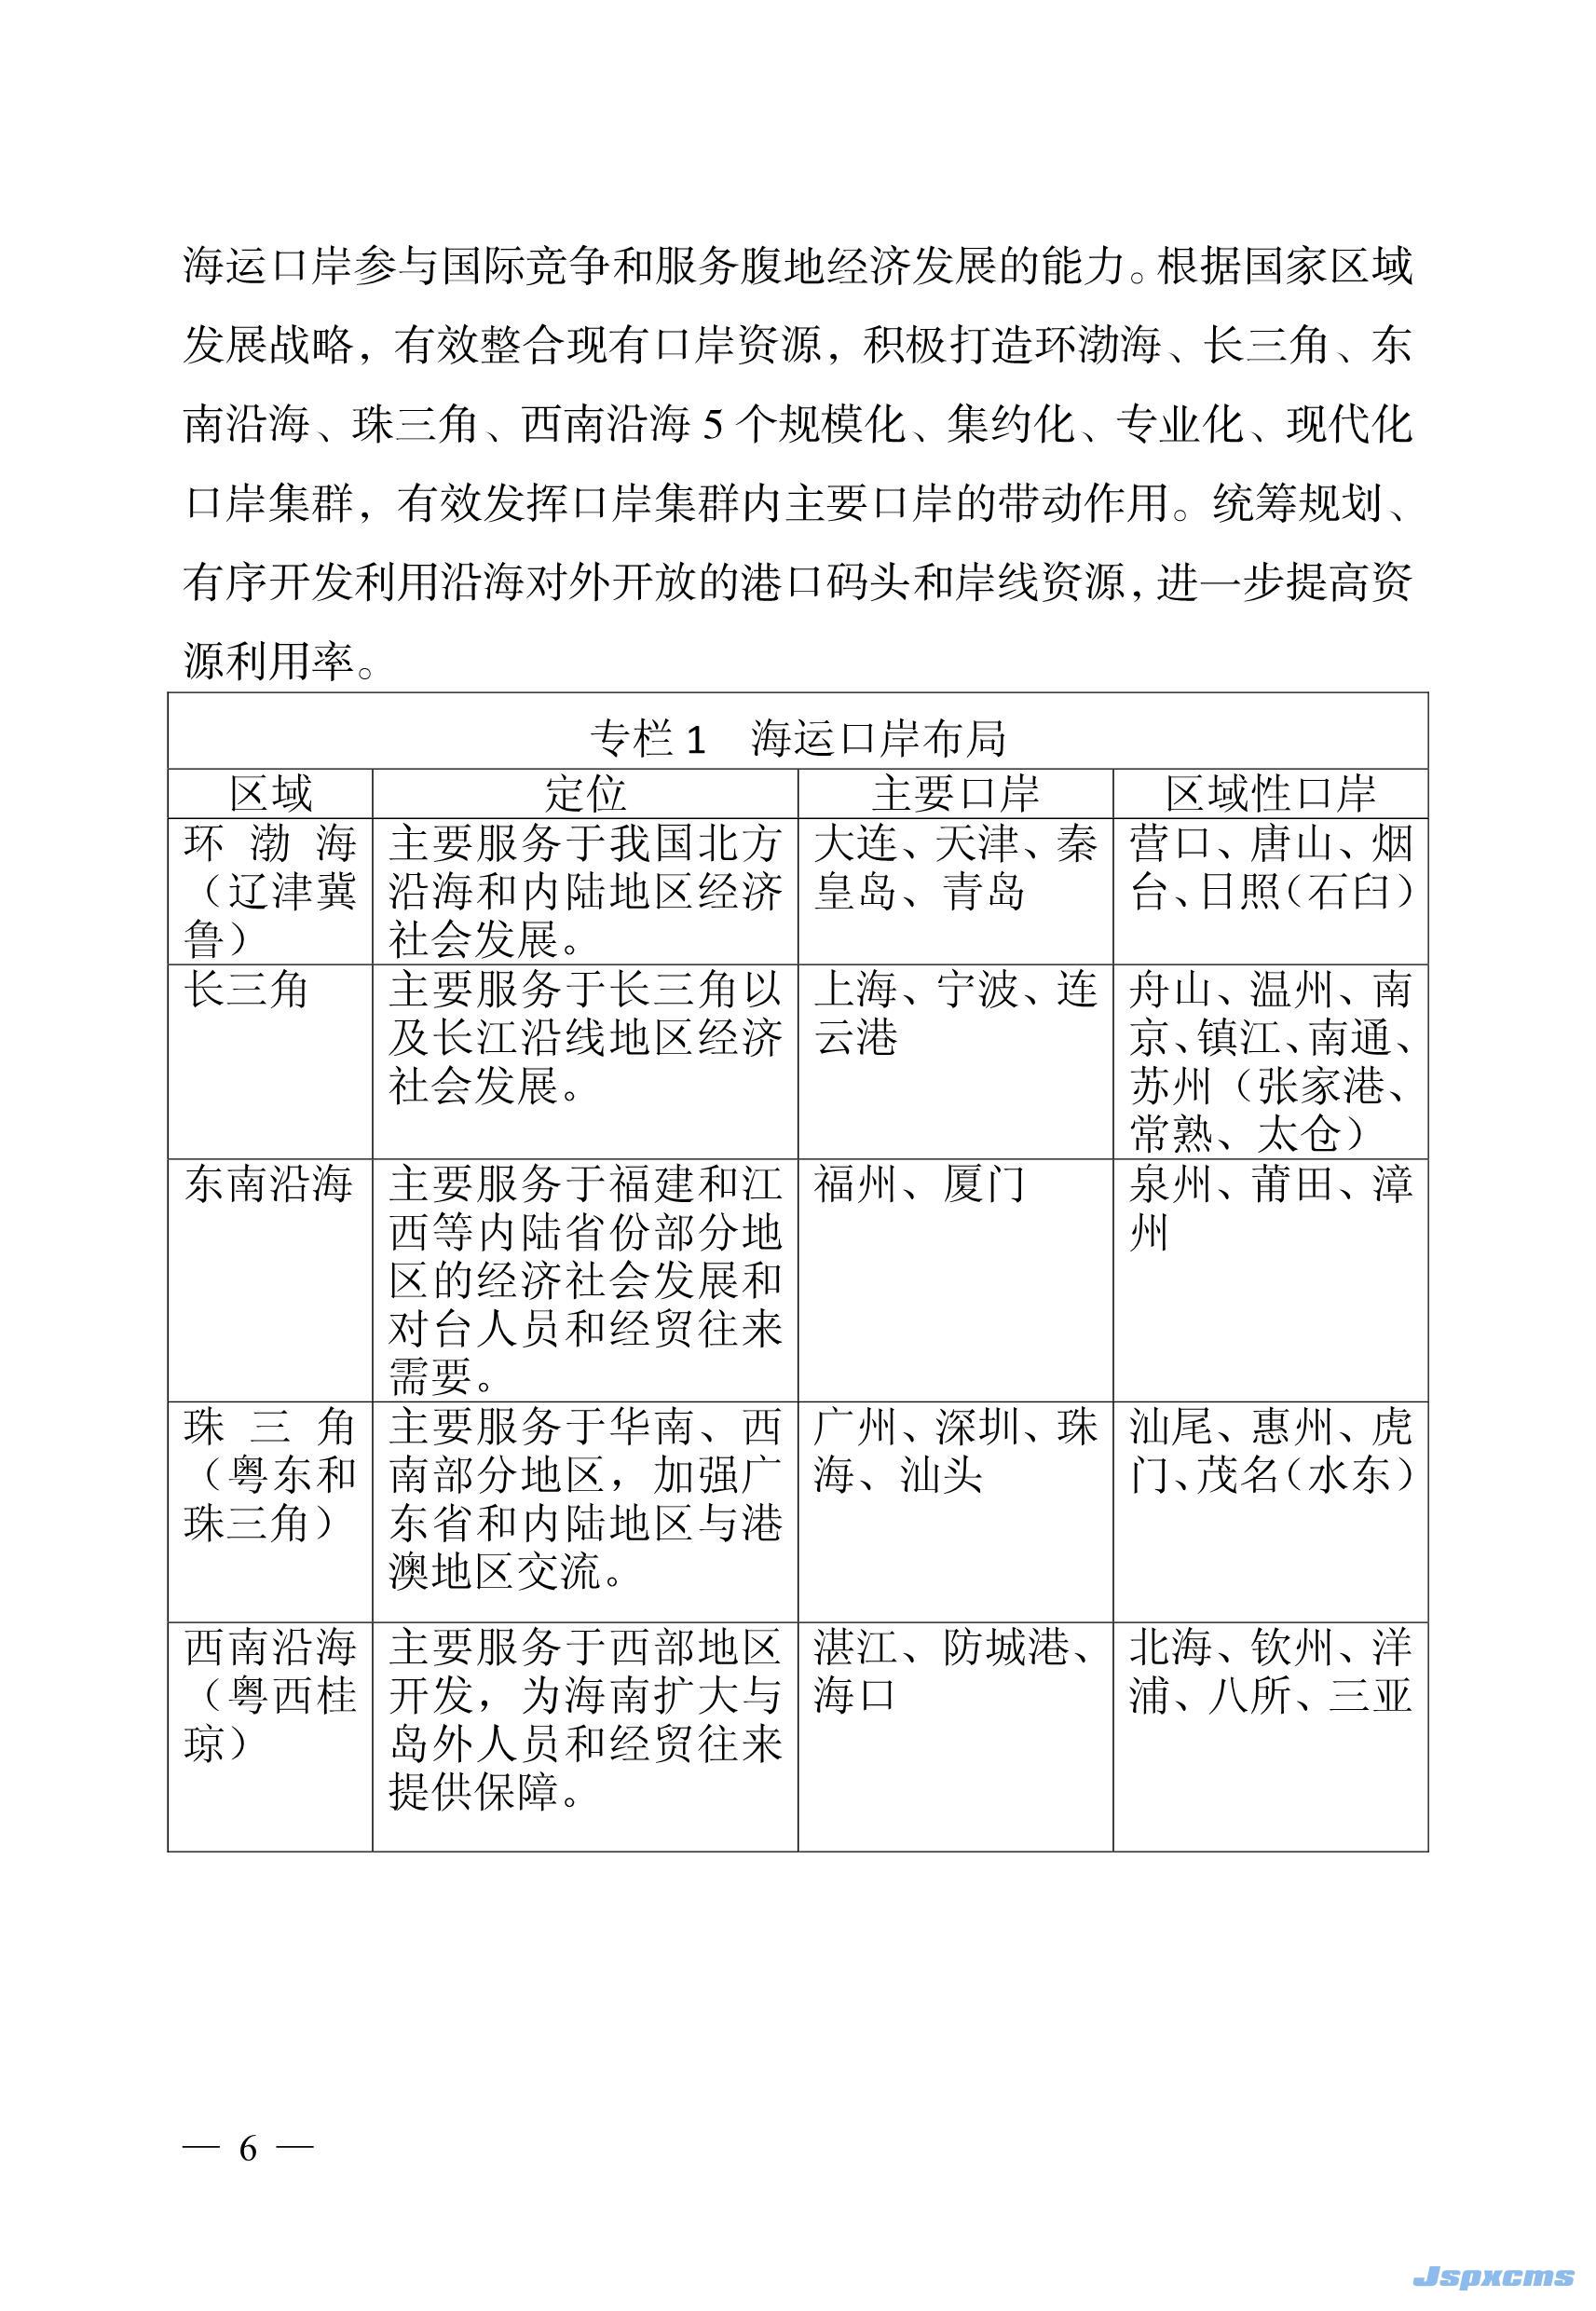 海运口岸参与国际竞争和服务腹地经济发展的能力。根据国家区域
发展战略，有效整合现有口岸资源，积极打造环渤海、长三角、东
南沿海、珠三角、西南沿海 5 个规模化、集约化、专业化、现代化
口岸集群，有效发挥口岸集群内主要口岸的带动作用。统筹规划、
有序开发利用沿海对外开放的港口码头和岸线资源，进一步提高资
源利用率。
专栏 1　海运口岸布局
区域
定位
主要口岸
区域性口岸
环渤海
（辽津冀
鲁）
主要服务于我国北方
沿海和内陆地区经济
社会发展。
大连、天津、秦
皇岛、青岛
营口、唐山、烟
台、日照（石臼）
长三角
主要服务于长三角以
及长江沿线地区经济
社会发展。
上海、宁波、连
云港
舟山、温州、南
京、镇江、南通、
苏州（张家港、
常熟、太仓）
东南沿海
主要服务于福建和江
西等内陆省份部分地
区的经济社会发展和
对台人员和经贸往来
需要。
福州、厦门
泉州、莆田、漳
州
珠三角
（粤东和
珠三角）
主要服务于华南、西
南部分地区，加强广
东省和内陆地区与港
澳地区交流。
广州、深圳、珠
海、汕头
汕尾、惠州、虎
门、茂名（水东）
西南沿海
（粤西桂
琼）
主要服务于西部地区
开发，为海南扩大与
岛外人员和经贸往来
提供保障。
湛江、防城港、
海口
北海、钦州、洋
浦、八所、三亚
— 6 —
Jspxcms